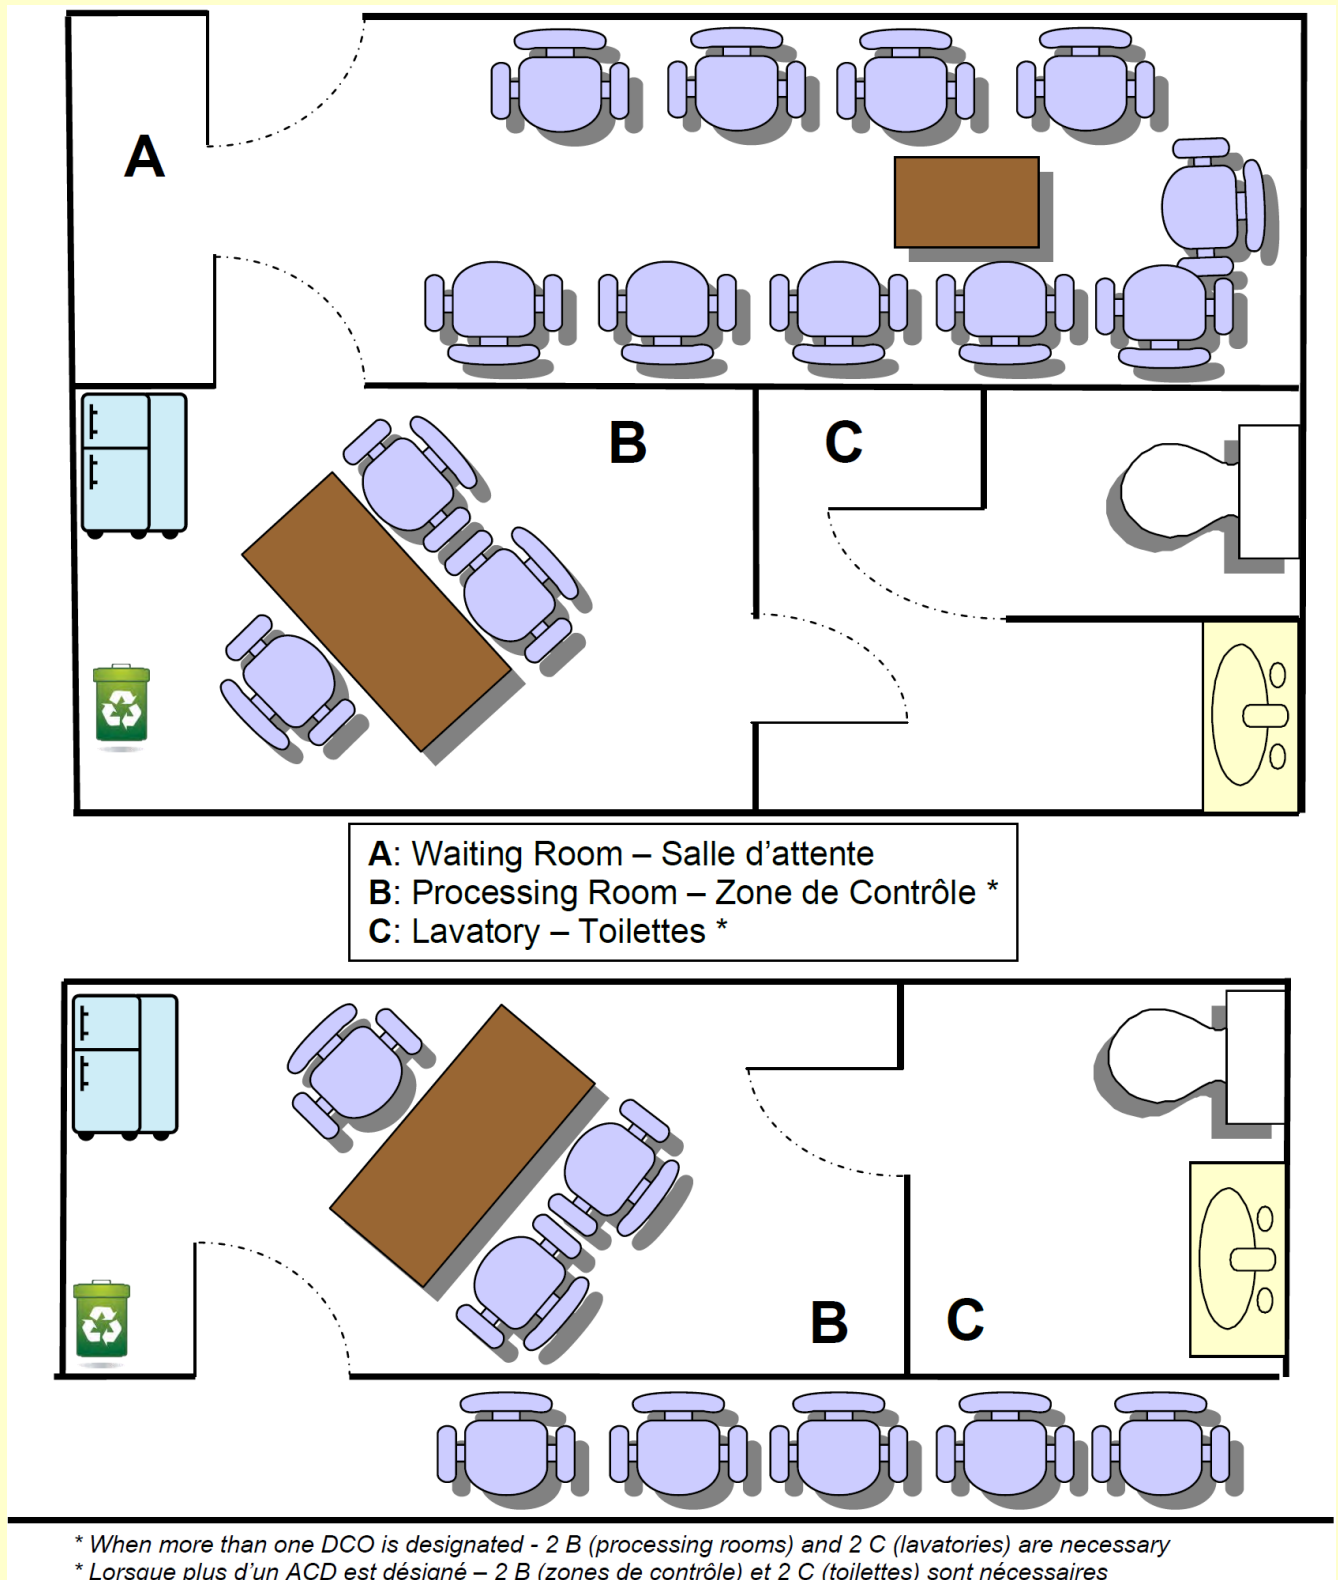 A
B
C
A: Waiting Room – Salle d’attente
B: Processing Room – Zone de Contrôle *
C: Lavatory – Toilettes *
B
C
* When more than one DCO is designated - 2 B (processing rooms) and 2 C (lavatories) are necessary
* Lorsque plus d’un ACD est désigné – 2 B (zones de contrôle) et 2 C (toilettes) sont nécessaires